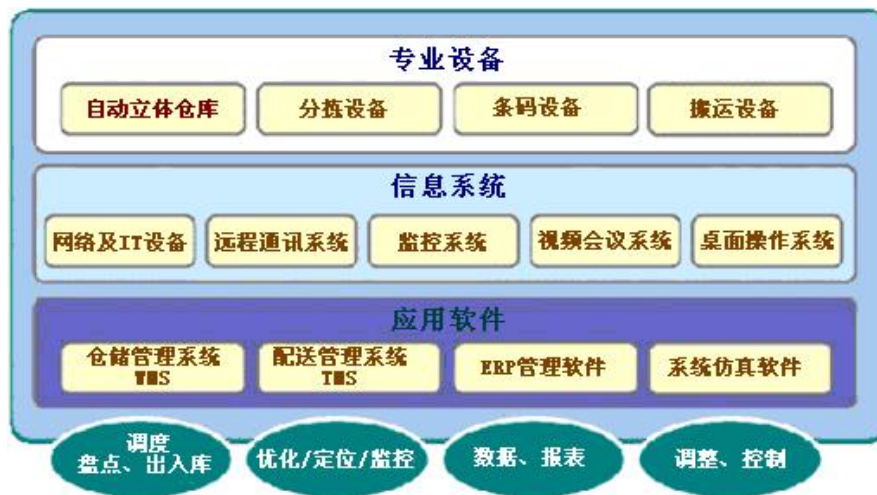 专业设备
自动立体仓库
分拣设备
条码设备
搬运设备
信息系统
网络及IT设备
远程通讯系统
监控系统
视频会议系统
桌面操作系统
应用软件
仓储管理系统
WMS
配送管理系统
TMS
ERP管理软件
系统仿真软件
调度
盘点、出入库
优化/定位/监控
数据、报表
调整、控制